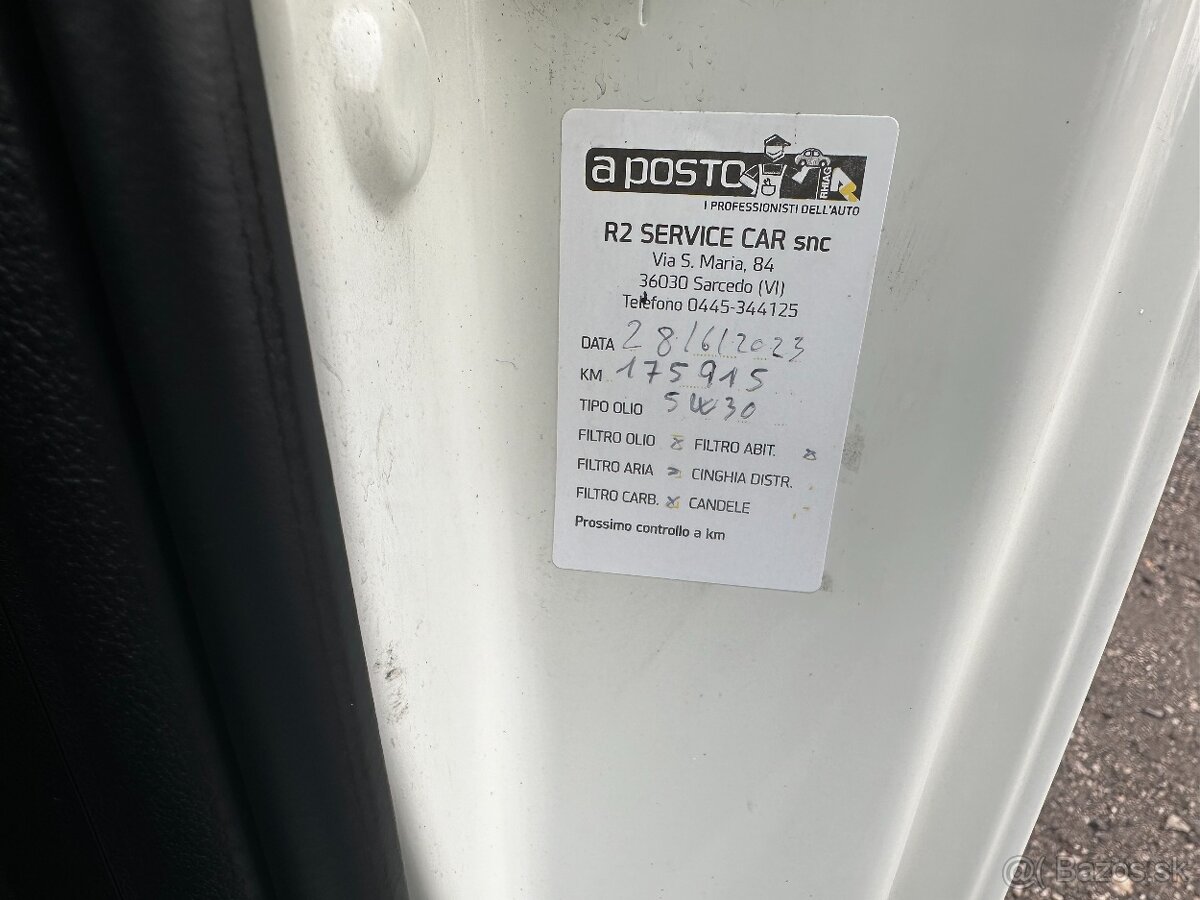 a POSTO
RHIAG
I PROFESSIONISTI DELL'AUTO
R2 SERVICE CAR snc
Via S. Maria, 84
36030 Sarcedo (VI)
Telefono 0445-344125
DATA 28/6/2023
KM 175915
TIPO OLIO 5W30
FILTRO OLIO x FILTRO ABIT. x
FILTRO ARIA x CINGHIA DISTR.
FILTRO CARB. x CANDELE
Prossimo controllo a km
Bazos.sk